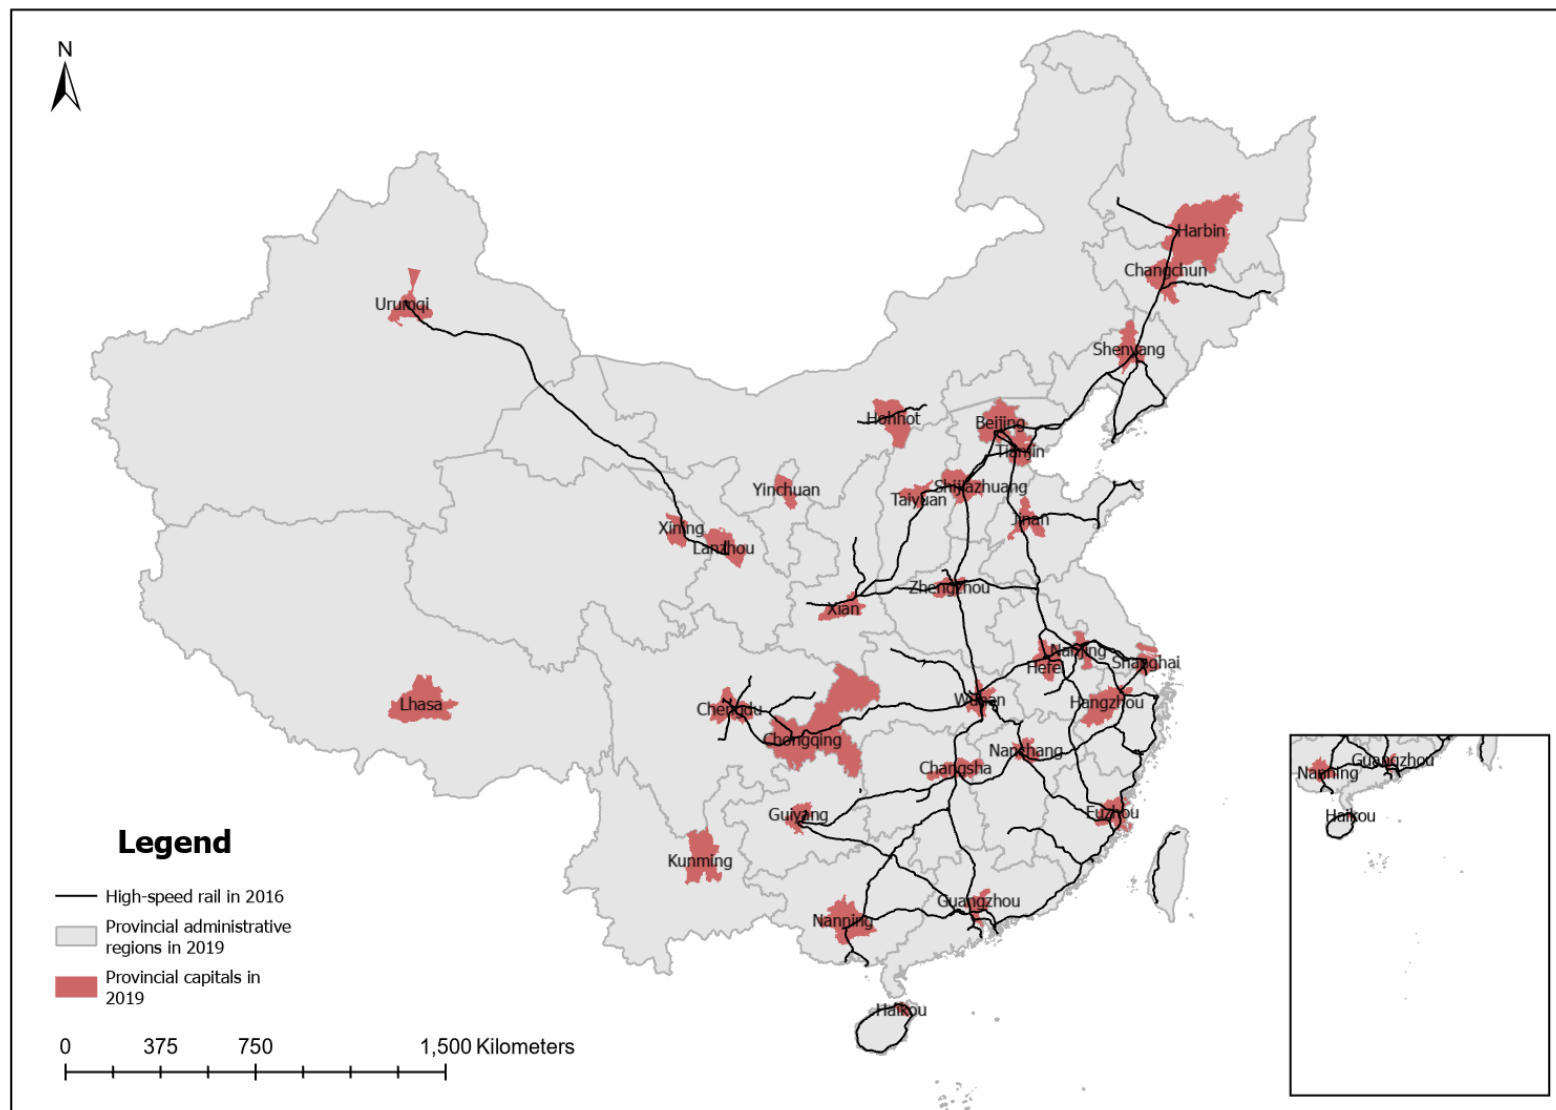 N
Harbin
Changchun
Urumqi
Shenyang
Hohhot
Beijing
Tianjin
Yinchuan
Shijiazhuang
Taiyuan
Jinan
Xining
Lanzhou
Zhengzhou
Xian
Nanjing
Hefei
Shanghai
Lhasa
Chengdu
Wuhan
Hangzhou
Chongqing
Nanchang
Changsha
Guiyang
Fuzhou
Kunming
Guangzhou
Nanning
Haikou
Guangzhou
Nanning
Haikou
Legend
High-speed rail in 2016
Provincial administrative
regions in 2019
Provincial capitals in
2019
0 375 750 1,500 Kilometers